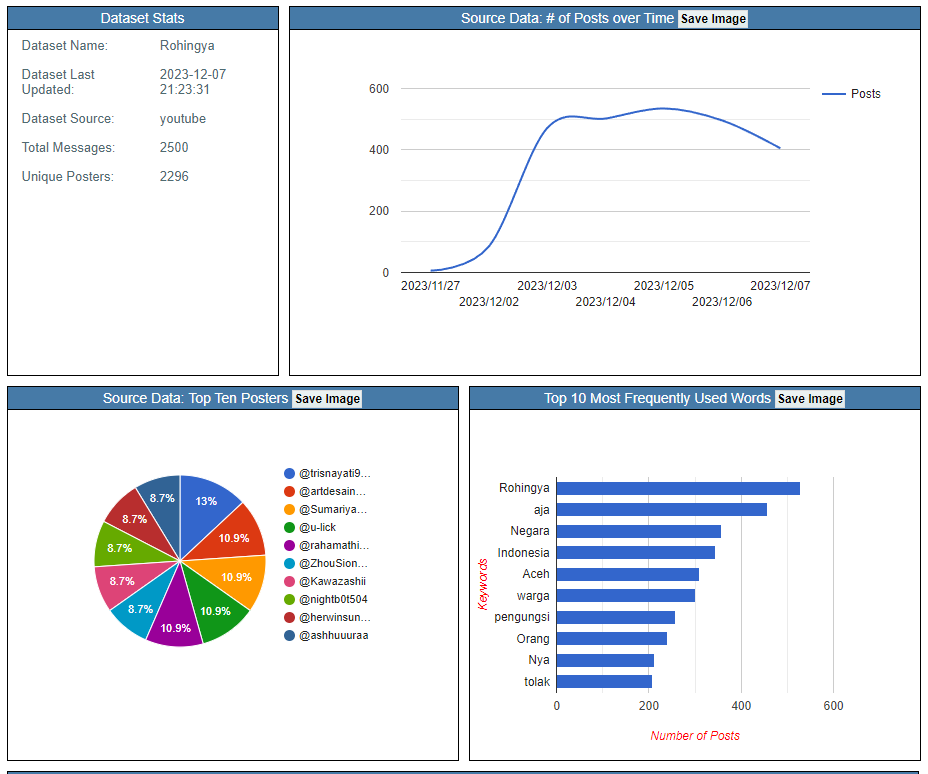 Dataset Stats
Dataset Name: Rohingya
Dataset Last Updated: 2023-12-07 21:23:31
Dataset Source: youtube
Total Messages: 2500
Unique Posters: 2296
Source Data: # of Posts over Time Save Image
600
400
200
0
Posts
2023/11/27
2023/12/02
2023/12/03
2023/12/04
2023/12/05
2023/12/06
2023/12/07
Source Data: Top Ten Posters Save Image
13%
10.9%
10.9%
10.9%
10.9%
8.7%
8.7%
8.7%
8.7%
8.7%
@trisnayati9...
@artdesain...
@Sumariya...
@u-lick
@rahamathi...
@ZhouSion...
@Kawazashii
@nightb0t504
@herwinsun...
@ashhuuuraa
Top 10 Most Frequently Used Words Save Image
Keywords
Rohingya
aja
Negara
Indonesia
Aceh
warga
pengungsi
Orang
Nya
tolak
0 200 400 600
Number of Posts